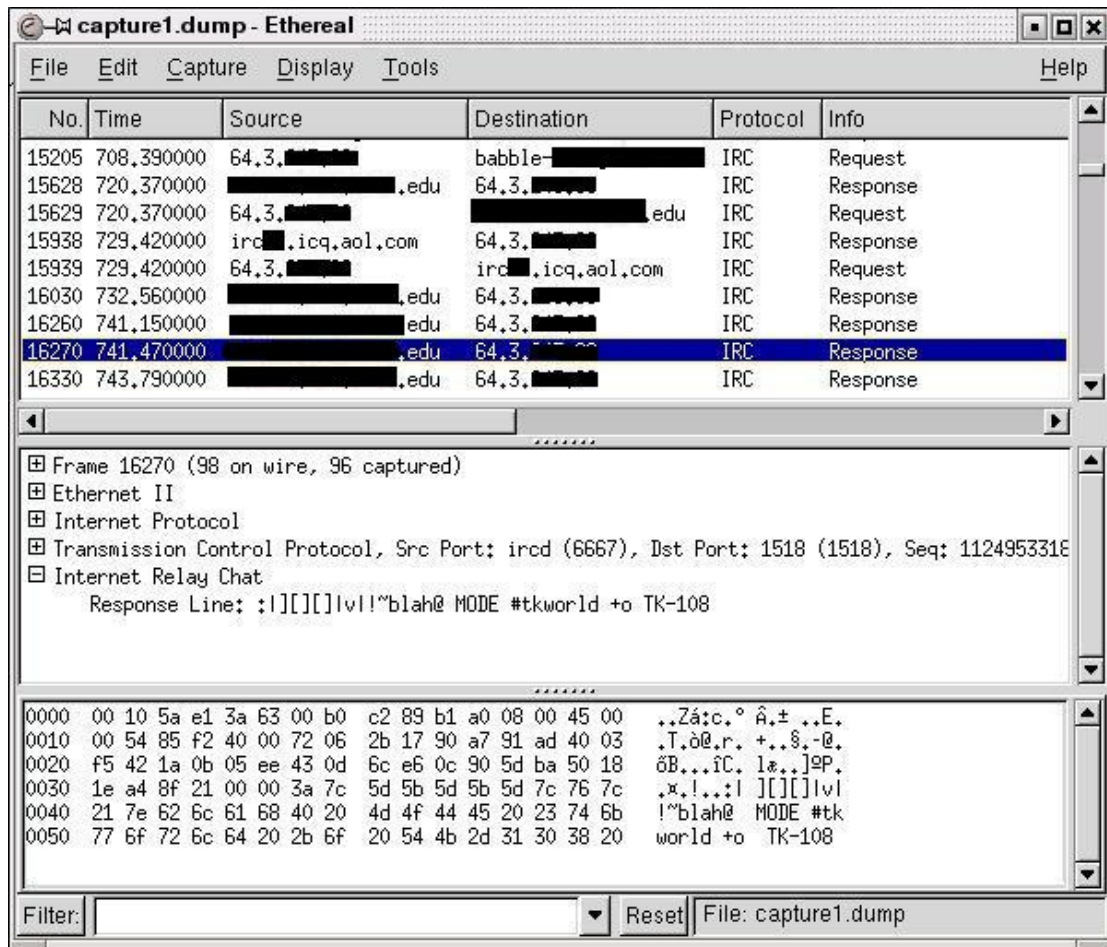 capture1.dump - Ethereal
File Edit Capture Display Tools Help
No. Time Source Destination Protocol Info
15205 708.390000 64.3. babble- IRC Request
15628 720.370000 .edu 64.3. IRC Response
15629 720.370000 64.3. edu IRC Request
15938 729.420000 irc .icq.aol.com 64.3. IRC Response
15939 729.420000 64.3. irc .icq.aol.com IRC Request
16030 732.560000 .edu 64.3. IRC Response
16260 741.150000 edu 64.3. IRC Response
16270 741.470000 .edu 64.3. IRC Response
16330 743.790000 .edu 64.3. IRC Response
Frame 16270 (98 on wire, 96 captured)
Ethernet II
Internet Protocol
Transmission Control Protocol, Src Port: ircd (6667), Dst Port: 1518 (1518), Seq: 1124953318
Internet Relay Chat
Response Line: :|][][]|v|!~blah@ MODE #tkworld +o TK-108
0000 00 10 5a e1 3a 63 00 b0 c2 89 b1 a0 08 00 45 00 ..Zá:c.° Â.± ..E.
0010 00 54 85 f2 40 00 72 06 2b 17 90 a7 91 ad 40 03 .T.ò@.r. +..§.-@.
0020 f5 42 1a 0b 05 ee 43 0d 6c e6 0c 90 5d ba 50 18 õB...îC. læ..]ºP.
0030 1e a4 8f 21 00 00 3a 7c 5d 5b 5d 5b 5d 7c 76 7c .¤.!..:| ][][]|v|
0040 21 7e 62 6c 61 68 40 20 4d 4f 44 45 20 23 74 6b !~blah@ MODE #tk
0050 77 6f 72 6c 64 20 2b 6f 20 54 4b 2d 31 30 38 20 world +o TK-108
Filter: Reset File: capture1.dump